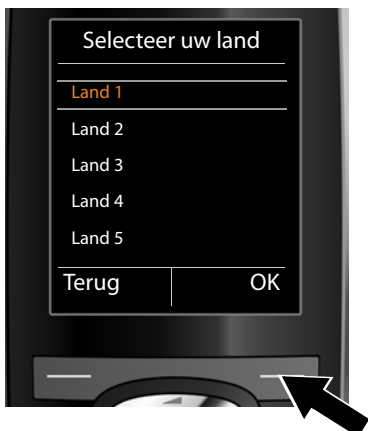 Selecteer uw land
Land 1
Land 2
Land 3
Land 4
Land 5
Terug OK